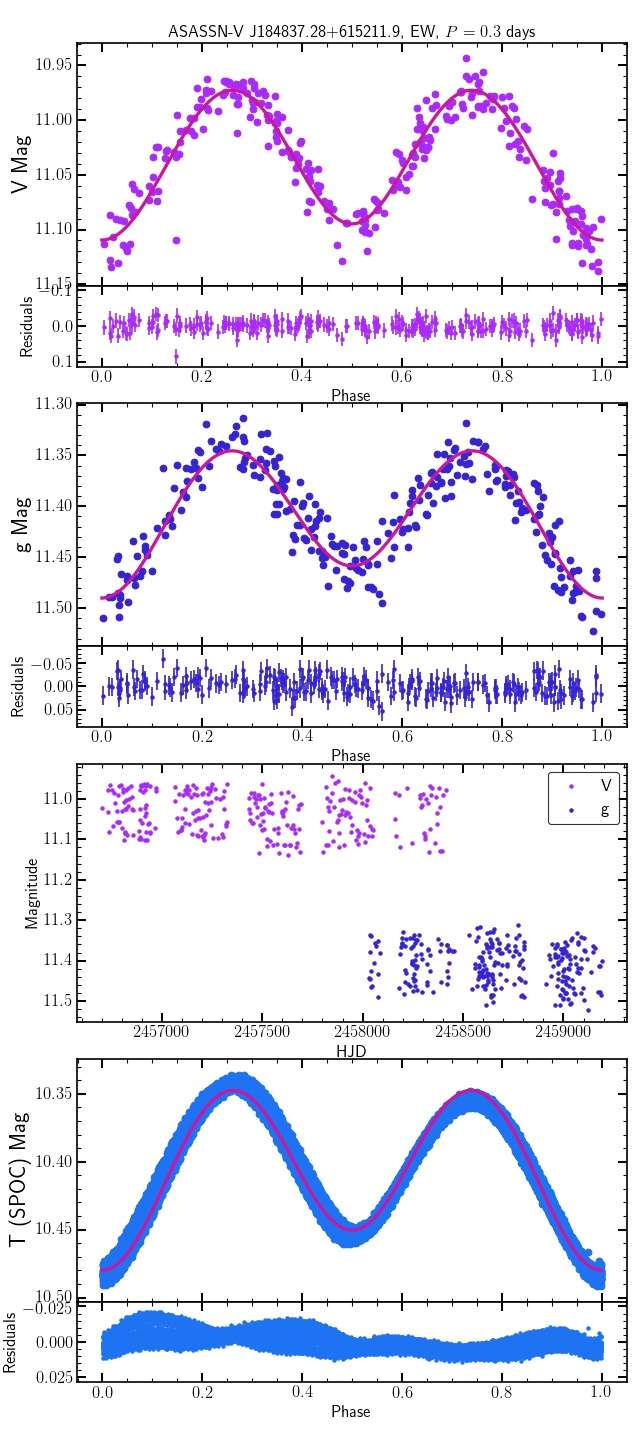 ASASSN-V J184837.28+615211.9, EW, P = 0.3 days
10.95
11.00
11.05
11.10
11.15
V Mag
−0.1
0.0
0.1
Residuals
0.0 0.2 0.4 0.6 0.8 1.0
Phase
11.30
11.35
11.40
11.45
11.50
g Mag
−0.05
0.00
0.05
Residuals
0.0 0.2 0.4 0.6 0.8 1.0
Phase
V
g
11.0
11.1
11.2
11.3
11.4
11.5
Magnitude
2457000 2457500 2458000 2458500 2459000
HJD
10.35
10.40
10.45
10.50
T (SPOC) Mag
−0.025
0.000
0.025
Residuals
0.0 0.2 0.4 0.6 0.8 1.0
Phase